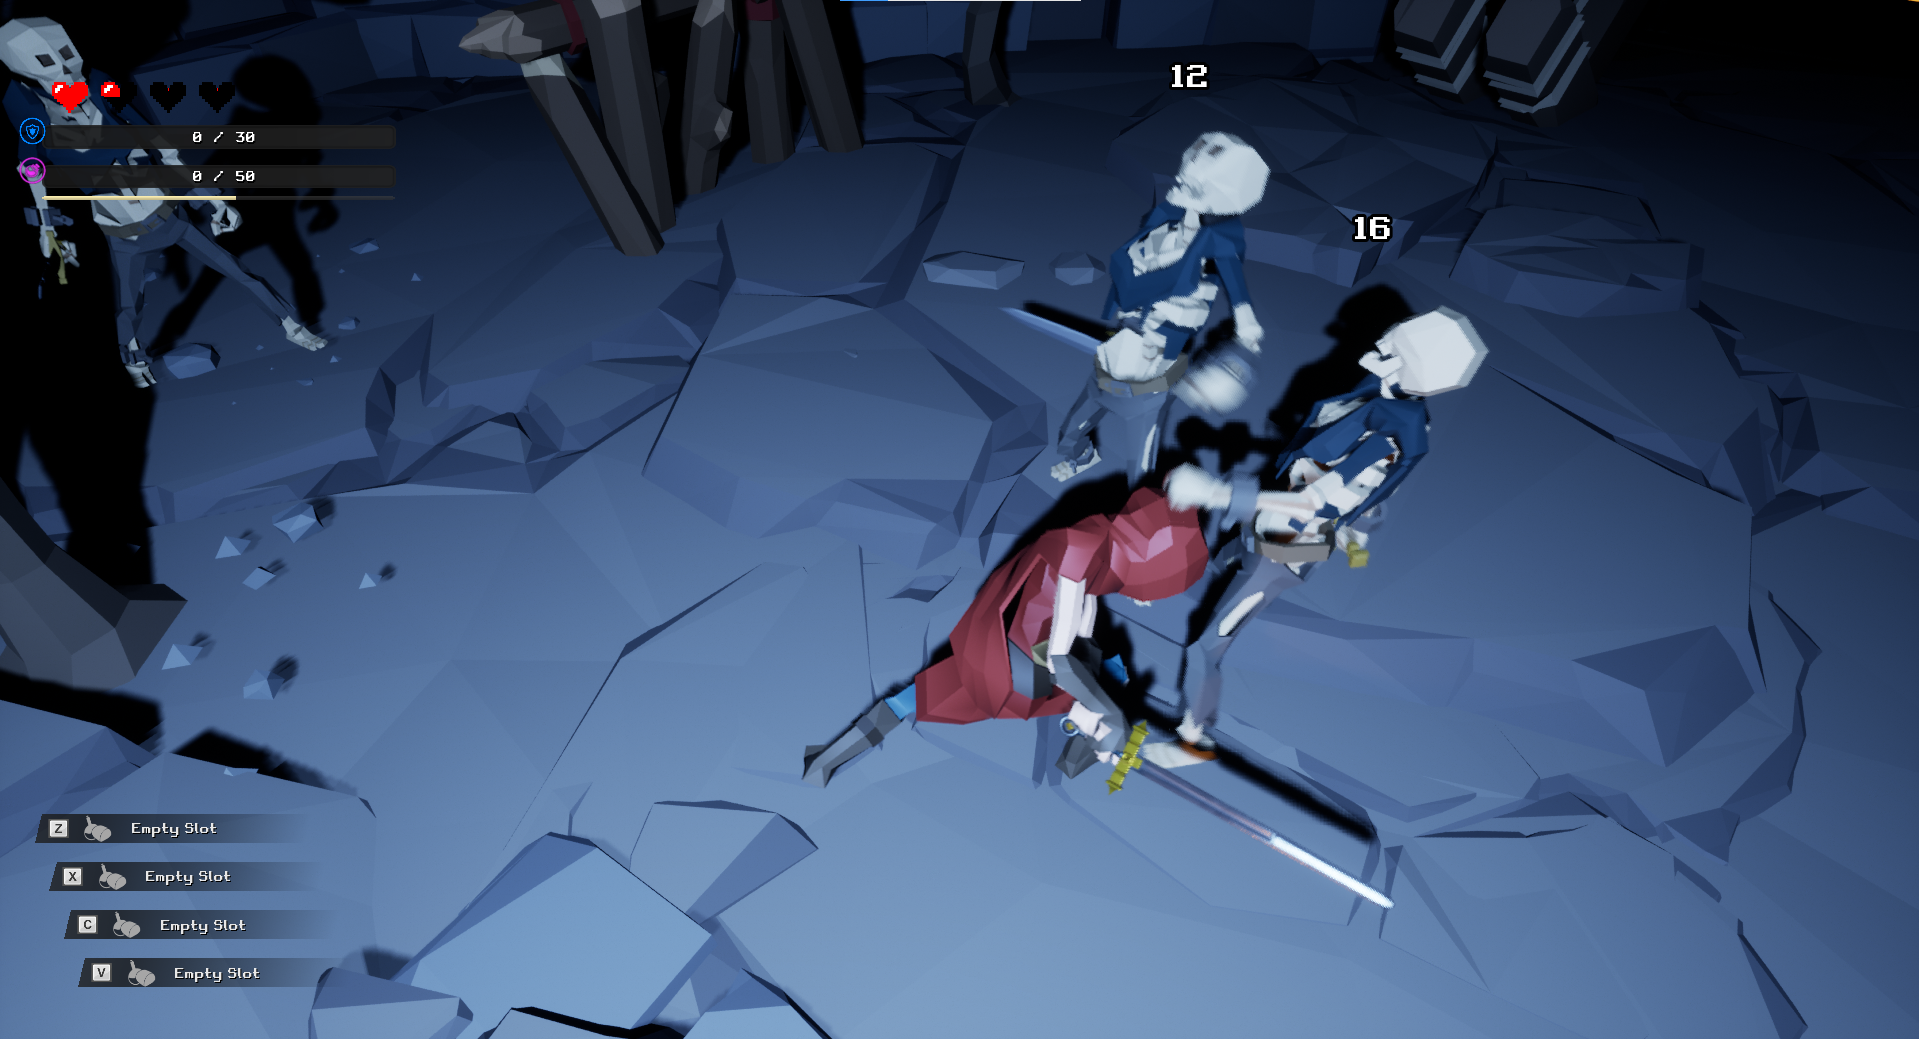 12
16
0 / 30
0 / 50
Z Empty Slot
X Empty Slot
C Empty Slot
V Empty Slot